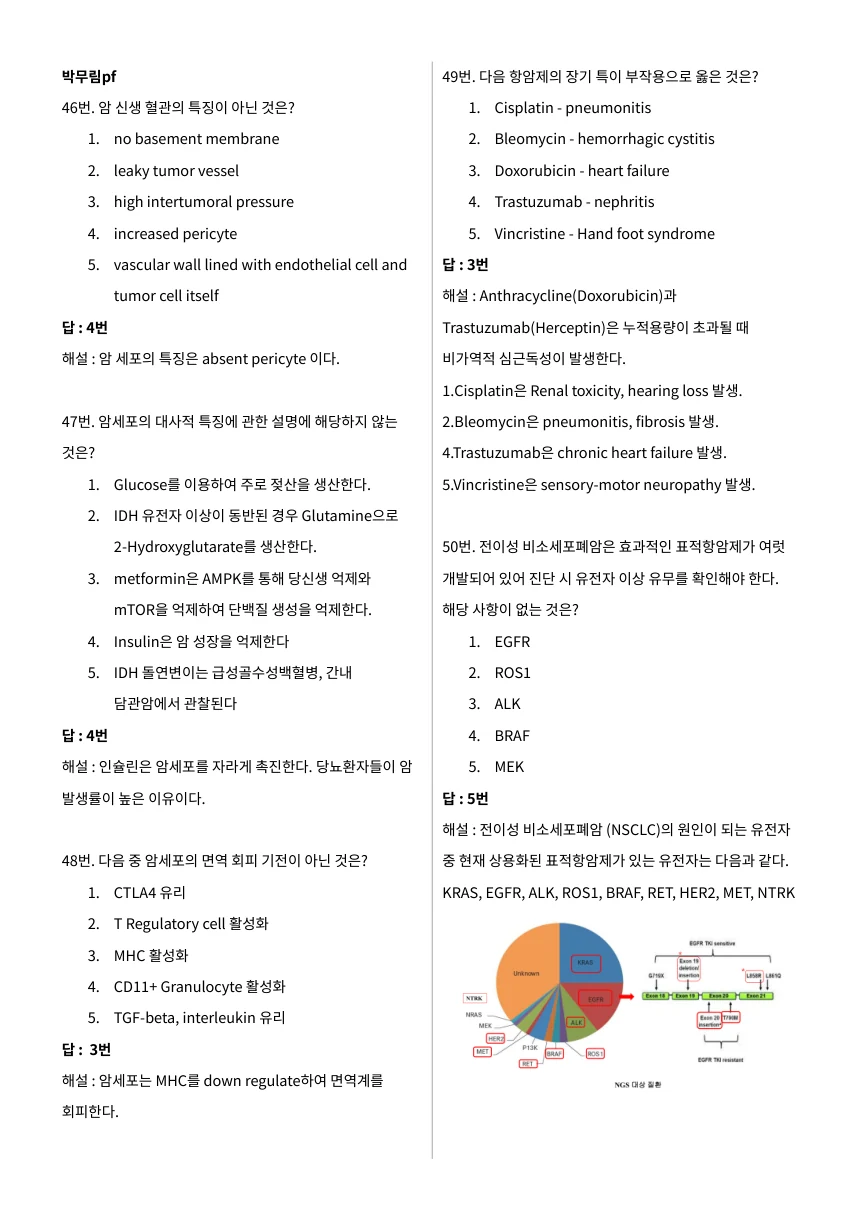 박무림pf
46번. 암 신생 혈관의 특징이 아닌 것은?
1. no basement membrane
2. leaky tumor vessel
3. high intertumoral pressure
4. increased pericyte
5. vascular wall lined with endothelial cell and
tumor cell itself
답 : 4번
해설 : 암 세포의 특징은 absent pericyte 이다.
47번. 암세포의 대사적 특징에 관한 설명에 해당하지 않는
것은?
1. Glucose를 이용하여 주로 젖산을 생산한다.
2. IDH 유전자 이상이 동반된 경우 Glutamine으로
2-Hydroxyglutarate를 생산한다.
3. metformin은 AMPK를 통해 당신생 억제와
mTOR을 억제하여 단백질 생성을 억제한다.
4. Insulin은 암 성장을 억제한다
5. IDH 돌연변이는 급성골수성백혈병, 간내
담관암에서 관찰된다
답 : 4번
해설 : 인슐린은 암세포를 자라게 촉진한다. 당뇨환자들이 암
발생률이 높은 이유이다.
48번. 다음 중 암세포의 면역 회피 기전이 아닌 것은?
1. CTLA4 유리
2. T Regulatory cell 활성화
3. MHC 활성화
4. CD11+ Granulocyte 활성화
5. TGF-beta, interleukin 유리
답 : 3번
해설 : 암세포는 MHC를 down regulate하여 면역계를
회피한다.
49번. 다음 항암제의 장기 특이 부작용으로 옳은 것은?
1. Cisplatin - pneumonitis
2. Bleomycin - hemorrhagic cystitis
3. Doxorubicin - heart failure
4. Trastuzumab - nephritis
5. Vincristine - Hand foot syndrome
답 : 3번
해설 : Anthracycline(Doxorubicin)과
Trastuzumab(Herceptin)은 누적용량이 초과될 때
비가역적 심근독성이 발생한다.
1.Cisplatin은 Renal toxicity, hearing loss 발생.
2.Bleomycin은 pneumonitis, fibrosis 발생.
4.Trastuzumab은 chronic heart failure 발생.
5.Vincristine은 sensory-motor neuropathy 발생.
50번. 전이성 비소세포폐암은 효과적인 표적항암제가 여럿
개발되어 있어 진단 시 유전자 이상 유무를 확인해야 한다.
해당 사항이 없는 것은?
1. EGFR
2. ROS1
3. ALK
4. BRAF
5. MEK
답 : 5번
해설 : 전이성 비소세포폐암 (NSCLC)의 원인이 되는 유전자
중 현재 상용화된 표적항암제가 있는 유전자는 다음과 같다.
KRAS, EGFR, ALK, ROS1, BRAF, RET, HER2, MET, NTRK
KRAS
Unknown
EGFR
NTRK
NRAS
ALK
MEK
HER2
MET
P13K
RET
BRAF
ROS1
EGFR TKI sensitive
G719X
Exon 19
deletion/
insertion
L858R
L861Q
Exon 18
Exon 19
Exon 20
Exon 21
Exon 20
insertion*
T790M
EGFR TKI resistant
NGS 대상 질환